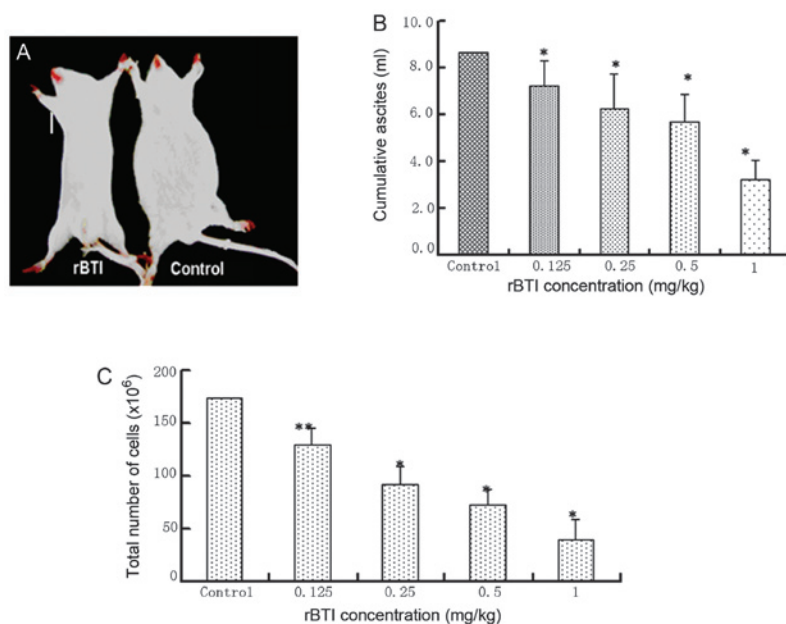 A
rBTI
Control
B
Cumulative ascites (ml)
8.0
6.0
4.0
2.0
0.0
*
*
*
*
Control
0.125
0.25
0.5
1
rBTI concentration (mg/kg)
C
Total number of cells (x10⁶)
200
150
100
50
0
**
*
*
*
Control
0.125
0.25
0.5
1
rBTI concentration (mg/kg)